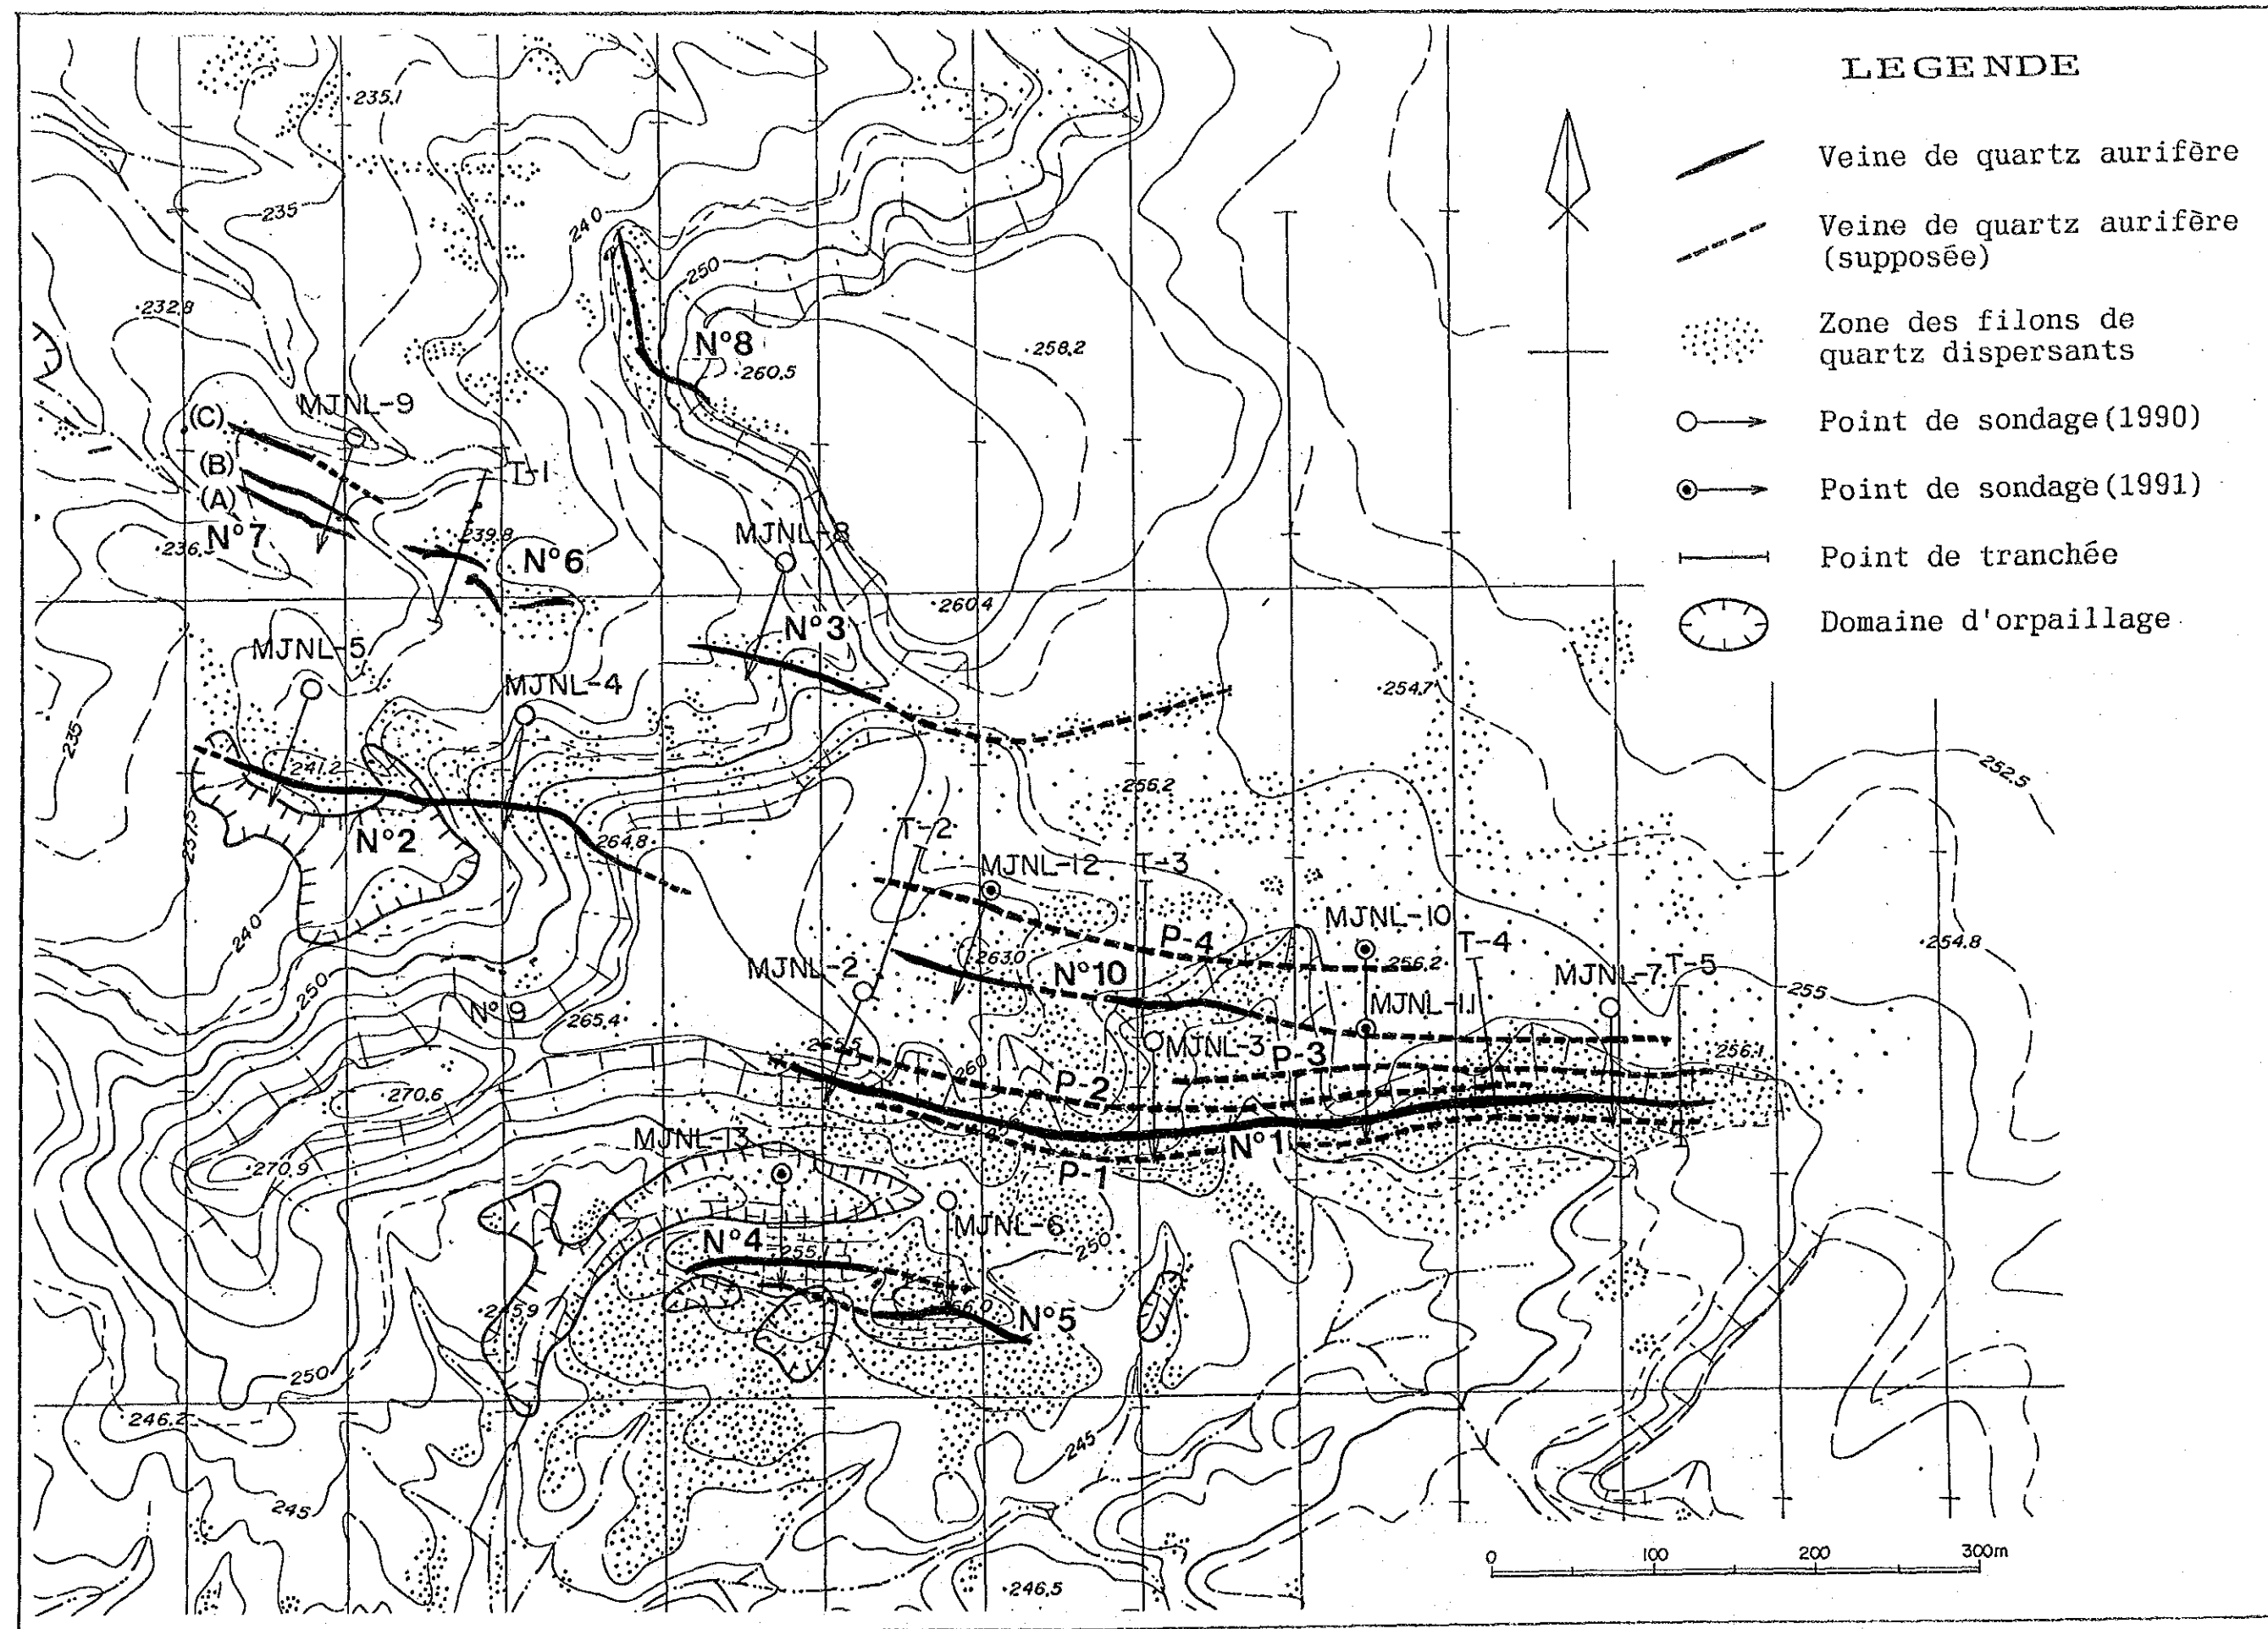 LEGENDE
Veine de quartz aurifère
Veine de quartz aurifère
(supposée)
Zone des filons de
quartz dispersants
Point de sondage(1990)
Point de sondage(1991)
Point de tranchée
Domaine d'orpaillage
235.1
235
240
250
232.8
N°8
258.2
260.5
MJNL-9
(C)
(B)
(A)
N°7
T-1
239.8
N°6
MJNL-8
260.4
N°3
MJNL-5
MJNL-4
254.7
235
241.2
256.2
252.5
237.5
N°2
264.8
T-2
MJNL-12
T-3
240
MJNL-10
P-4
T-4
256.2
254.8
263.0
N°10
MJNL-2
MJNL-7
T-5
250
255
N°9
265.4
MJNL-11
MJNL-3
P-3
256.1
260
P-2
270.6
MJNL-13
N°1
270.9
P-1
MJNL-6
N°4
255.1
250
N°5
250
246.2
245
245
246.5
0 100 200 300m